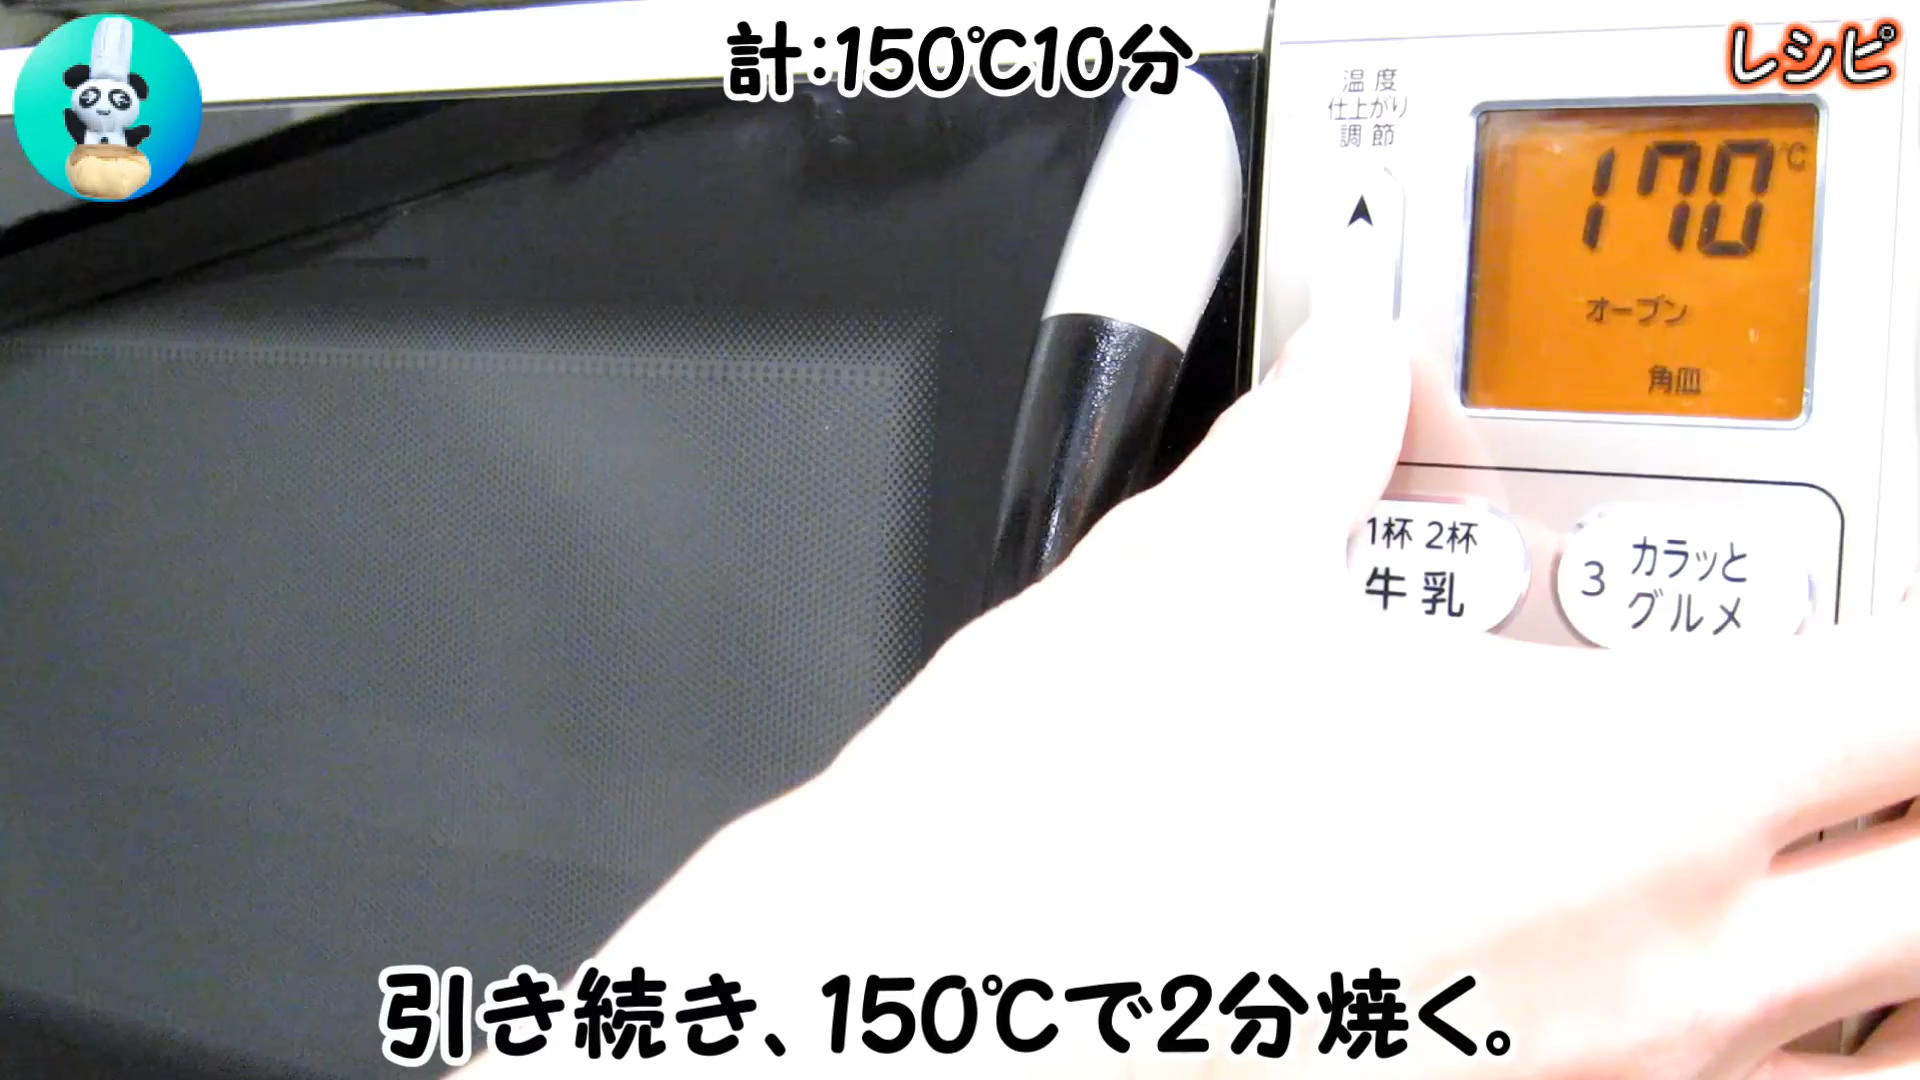 計:150℃10分
レシピ
温度
仕上がり
調節
170℃
オーブン
角皿
1杯 2杯
牛乳
3 カラッと
グルメ
引き続き、150℃で2分焼く。